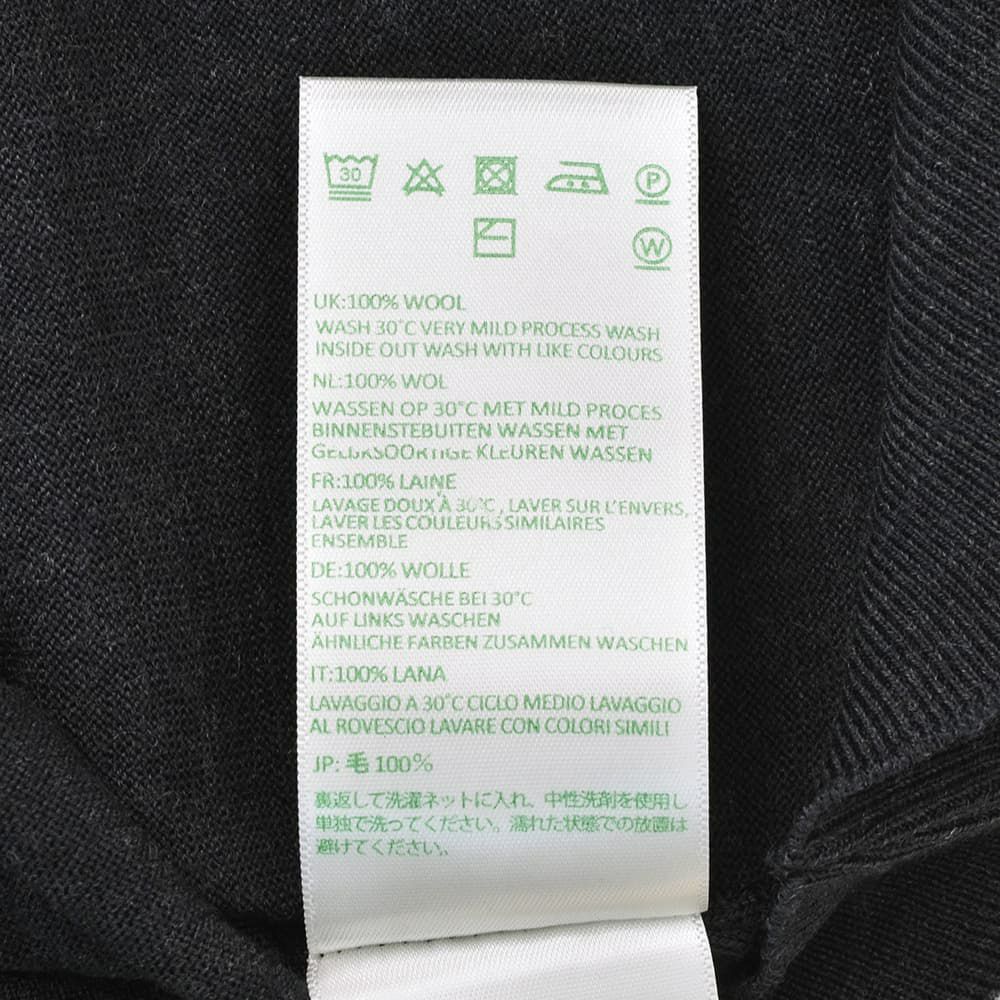 30 P
W
UK:100% WOOL
WASH 30°C VERY MILD PROCESS WASH
INSIDE OUT WASH WITH LIKE COLOURS
NL:100% WOL
WASSEN OP 30°C MET MILD PROCES
BINNENSTEBUITEN WASSEN MET
KLEUREN WASSEN
FR:100% LAINE
LAVAGE DOUX À 30°C , LAVER SUR L'ENVERS,
LAVER LES COULEURS SIMILAIRES
ENSEMBLE
DE:100% WOLLE
SCHONWÄSCHE BEI 30°C
AUF LINKS WASCHEN
ÄHNLICHE FARBEN ZUSAMMEN WASCHEN
IT:100% LANA
LAVAGGIO A 30°C CICLO MEDIO LAVAGGIO
AL ROVESCIO LAVARE CON COLORI SIMILI
JP: 毛 100%
裏返して洗濯ネットに入れ、中性洗剤を使用し
単独で洗ってください。濡れた状態での放置は
避けてください。